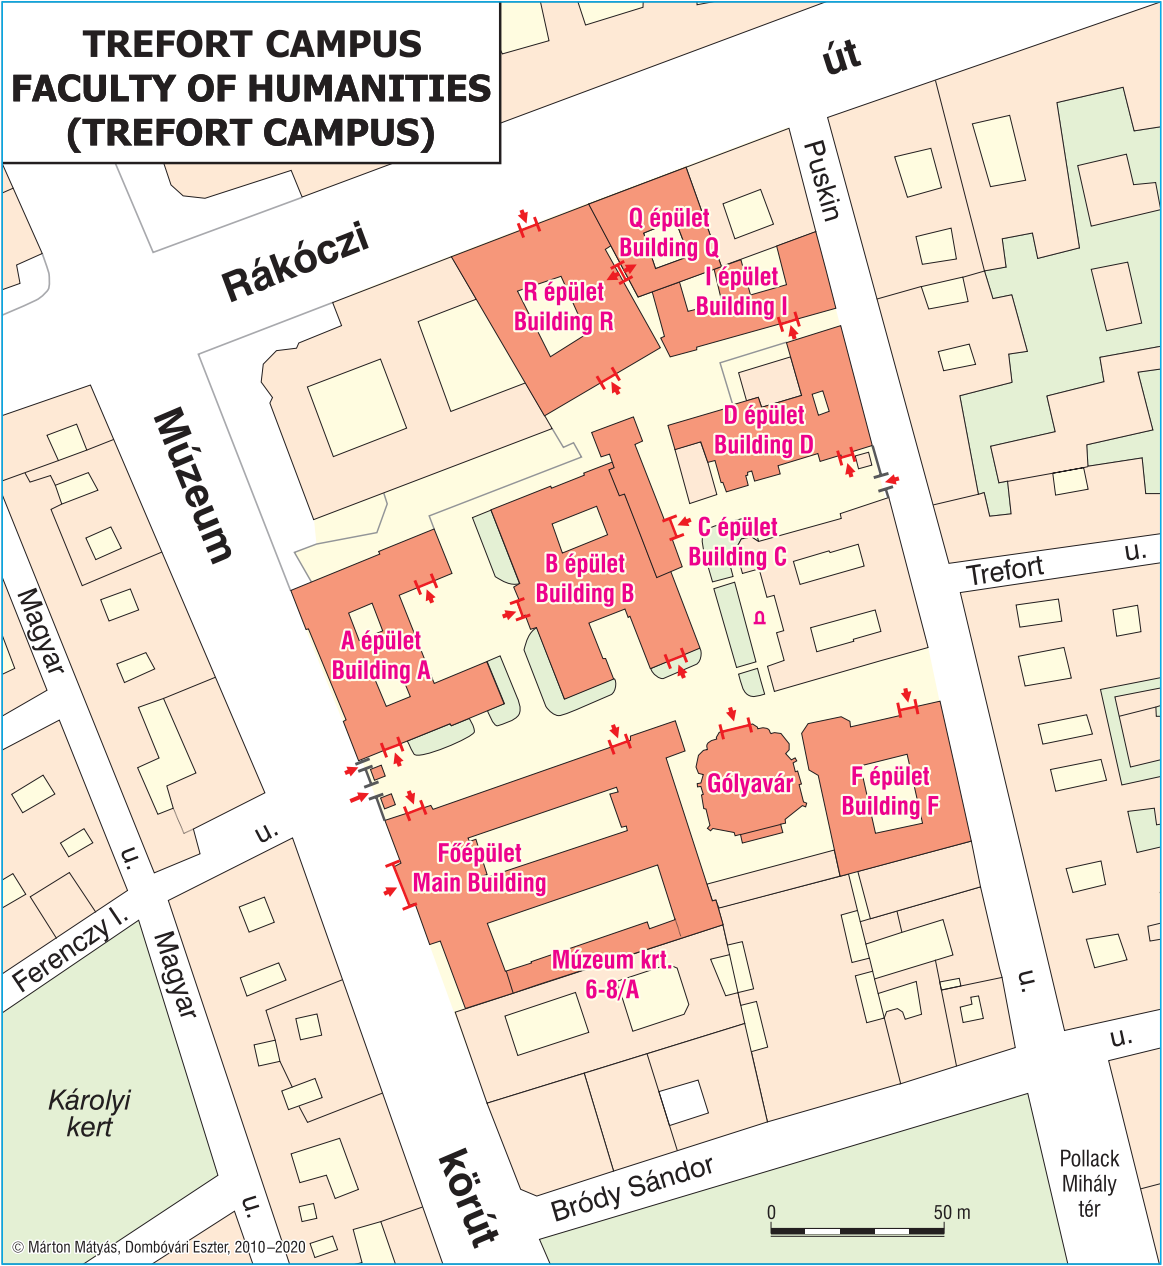 TREFORT CAMPUS
FACULTY OF HUMANITIES
(TREFORT CAMPUS)
út
Puskin
Rákóczi
Q épület
Building Q
I épület
Building I
R épület
Building R
Múzeum
D épület
Building D
C épület
Building C
B épület
Building B
Trefort
u.
Magyar
A épület
Building A
P
Gólyavár
F épület
Building F
u.
u.
Főépület
Main Building
Ferenczy I.
Magyar
Múzeum krt.
6-8/A
u.
u.
Károlyi
kert
körút
Bródy Sándor
Pollack
Mihály
tér
u.
0
50 m
© Márton Mátyás, Dombóvári Eszter, 2010–2020